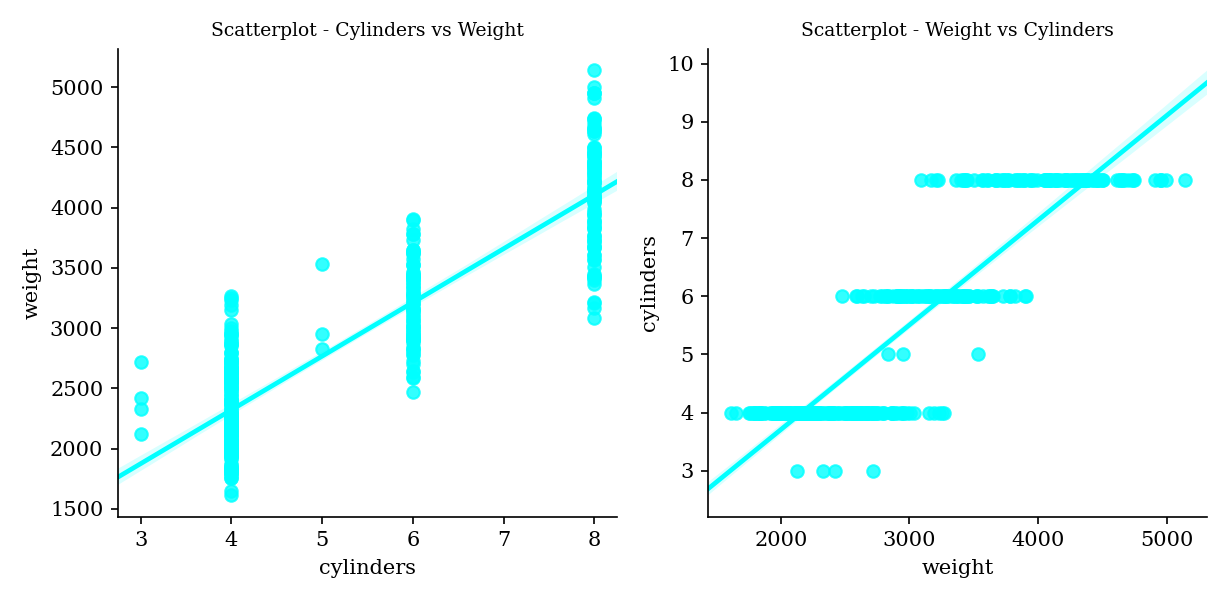 Scatterplot - Cylinders vs Weight
5000
4500
4000
3500
3000
2500
2000
1500
weight
3 4 5 6 7 8
cylinders
Scatterplot - Weight vs Cylinders
10
9
8
7
6
5
4
3
cylinders
2000 3000 4000 5000
weight